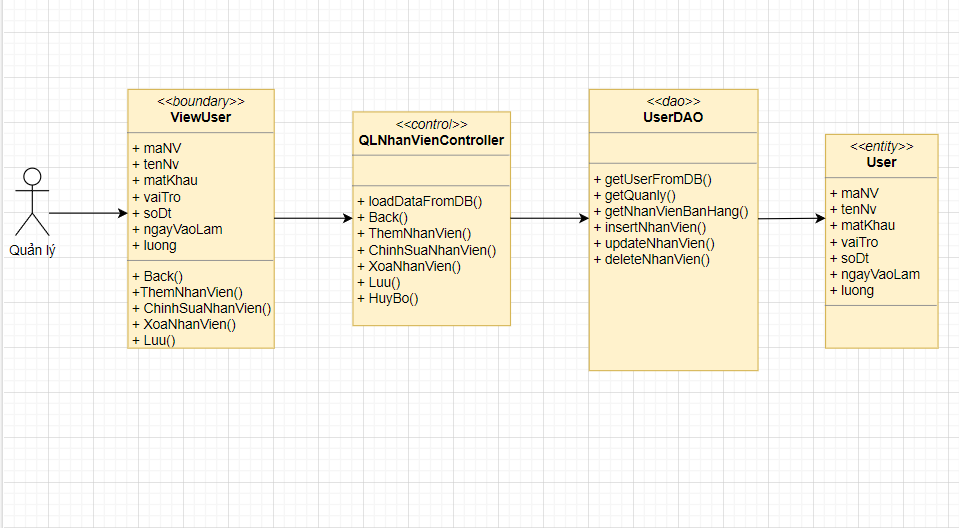 Quản lý
<<boundary>>
ViewUser
+ maNV
+ tenNv
+ matKhau
+ vaiTro
+ soDt
+ ngayVaoLam
+ luong
+ Back()
+ThemNhanVien()
+ ChinhSuaNhanVien()
+ XoaNhanVien()
+ Luu()
<<control>>
QLNhanVienController
+ loadDataFromDB()
+ Back()
+ ThemNhanVien()
+ ChinhSuaNhanVien()
+ XoaNhanVien()
+ Luu()
+ HuyBo()
<<dao>>
UserDAO
+ getUserFromDB()
+ getQuanly()
+ getNhanVienBanHang()
+ insertNhanVien()
+ updateNhanVien()
+ deleteNhanVien()
<<entity>>
User
+ maNV
+ tenNv
+ matKhau
+ vaiTro
+ soDt
+ ngayVaoLam
+ luong